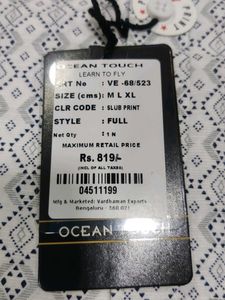 OCEAN TOUCH
LEARN TO FLY
ART No : VE -68/523
SIZE (cms) : M L XL
CLR CODE : SLUB PRINT
STYLE : FULL
Net Qty : 1 N
MAXIMUM RETAIL PRICE
Rs. 819/-
(INCL OF ALL TAXES)
04511199
Mfg & Marketed: Vardhaman Exports
Bengaluru - 560 021
OCEAN TOUCH